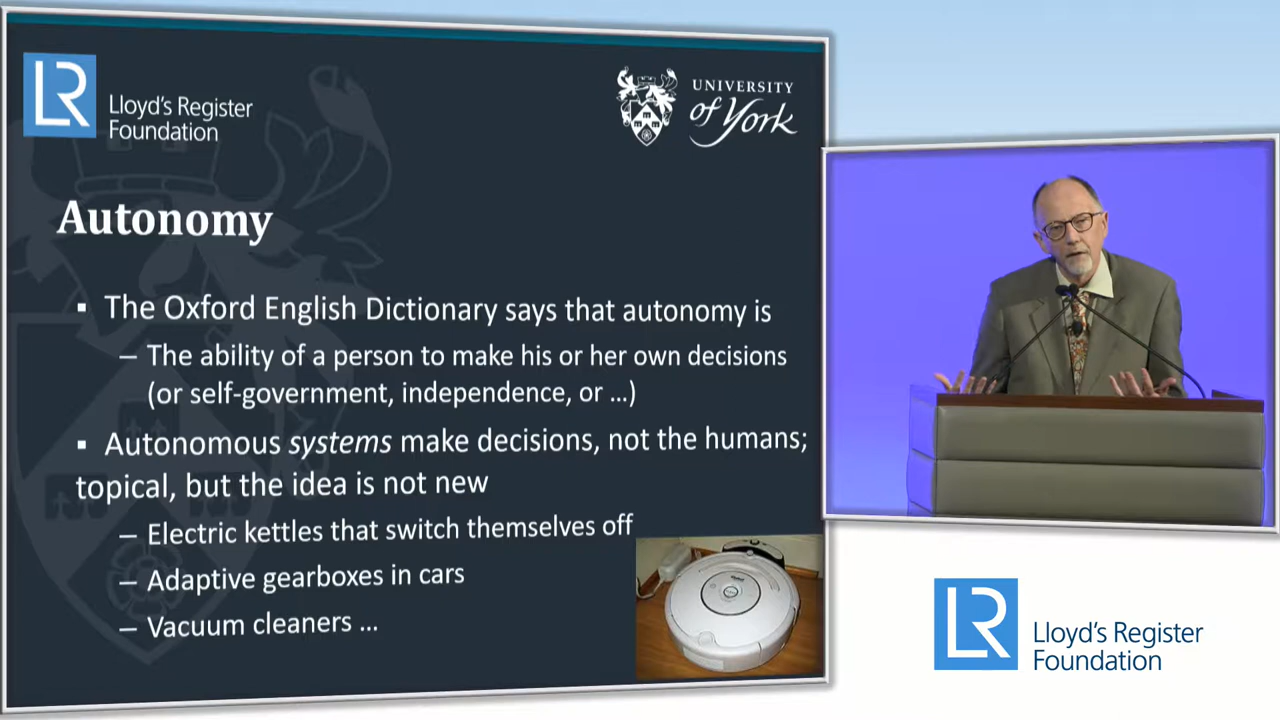 LR
Lloyd's Register
Foundation
UNIVERSITY
of York
Autonomy
▪ The Oxford English Dictionary says that autonomy is
– The ability of a person to make his or her own decisions
(or self-government, independence, or ...)
▪ Autonomous systems make decisions, not the humans;
topical, but the idea is not new
– Electric kettles that switch themselves off
– Adaptive gearboxes in cars
– Vacuum cleaners ...
LR
Lloyd's Register
Foundation